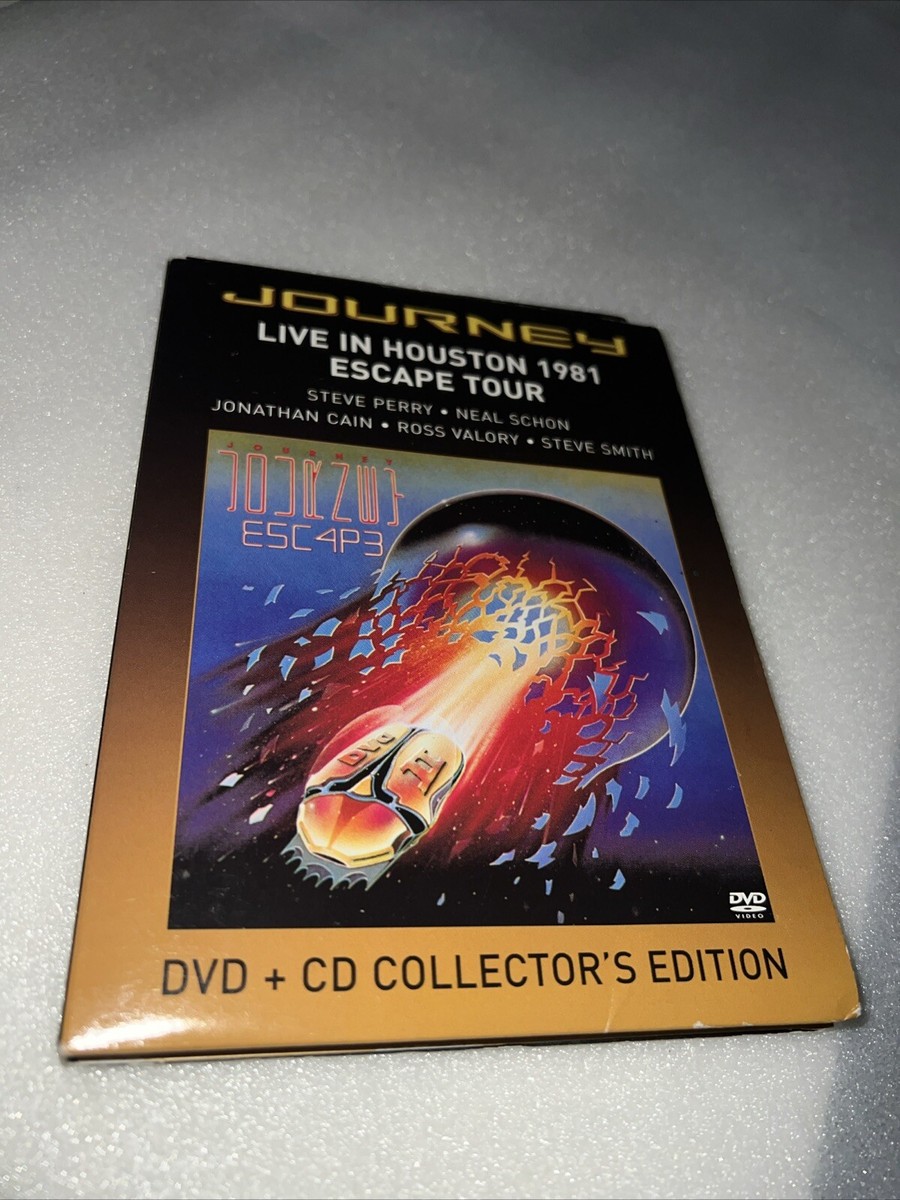 JOURNEY
LIVE IN HOUSTON 1981
ESCAPE TOUR
STEVE PERRY • NEAL SCHON
JONATHAN CAIN • ROSS VALORY • STEVE SMITH
JOURNEY
E5C4P3
DVD
VIDEO
DVD + CD COLLECTOR'S EDITION